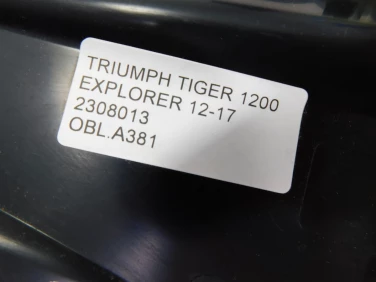 TRIUMPH TIGER 1200
EXPLORER 12-17
2308013
OBL.A381